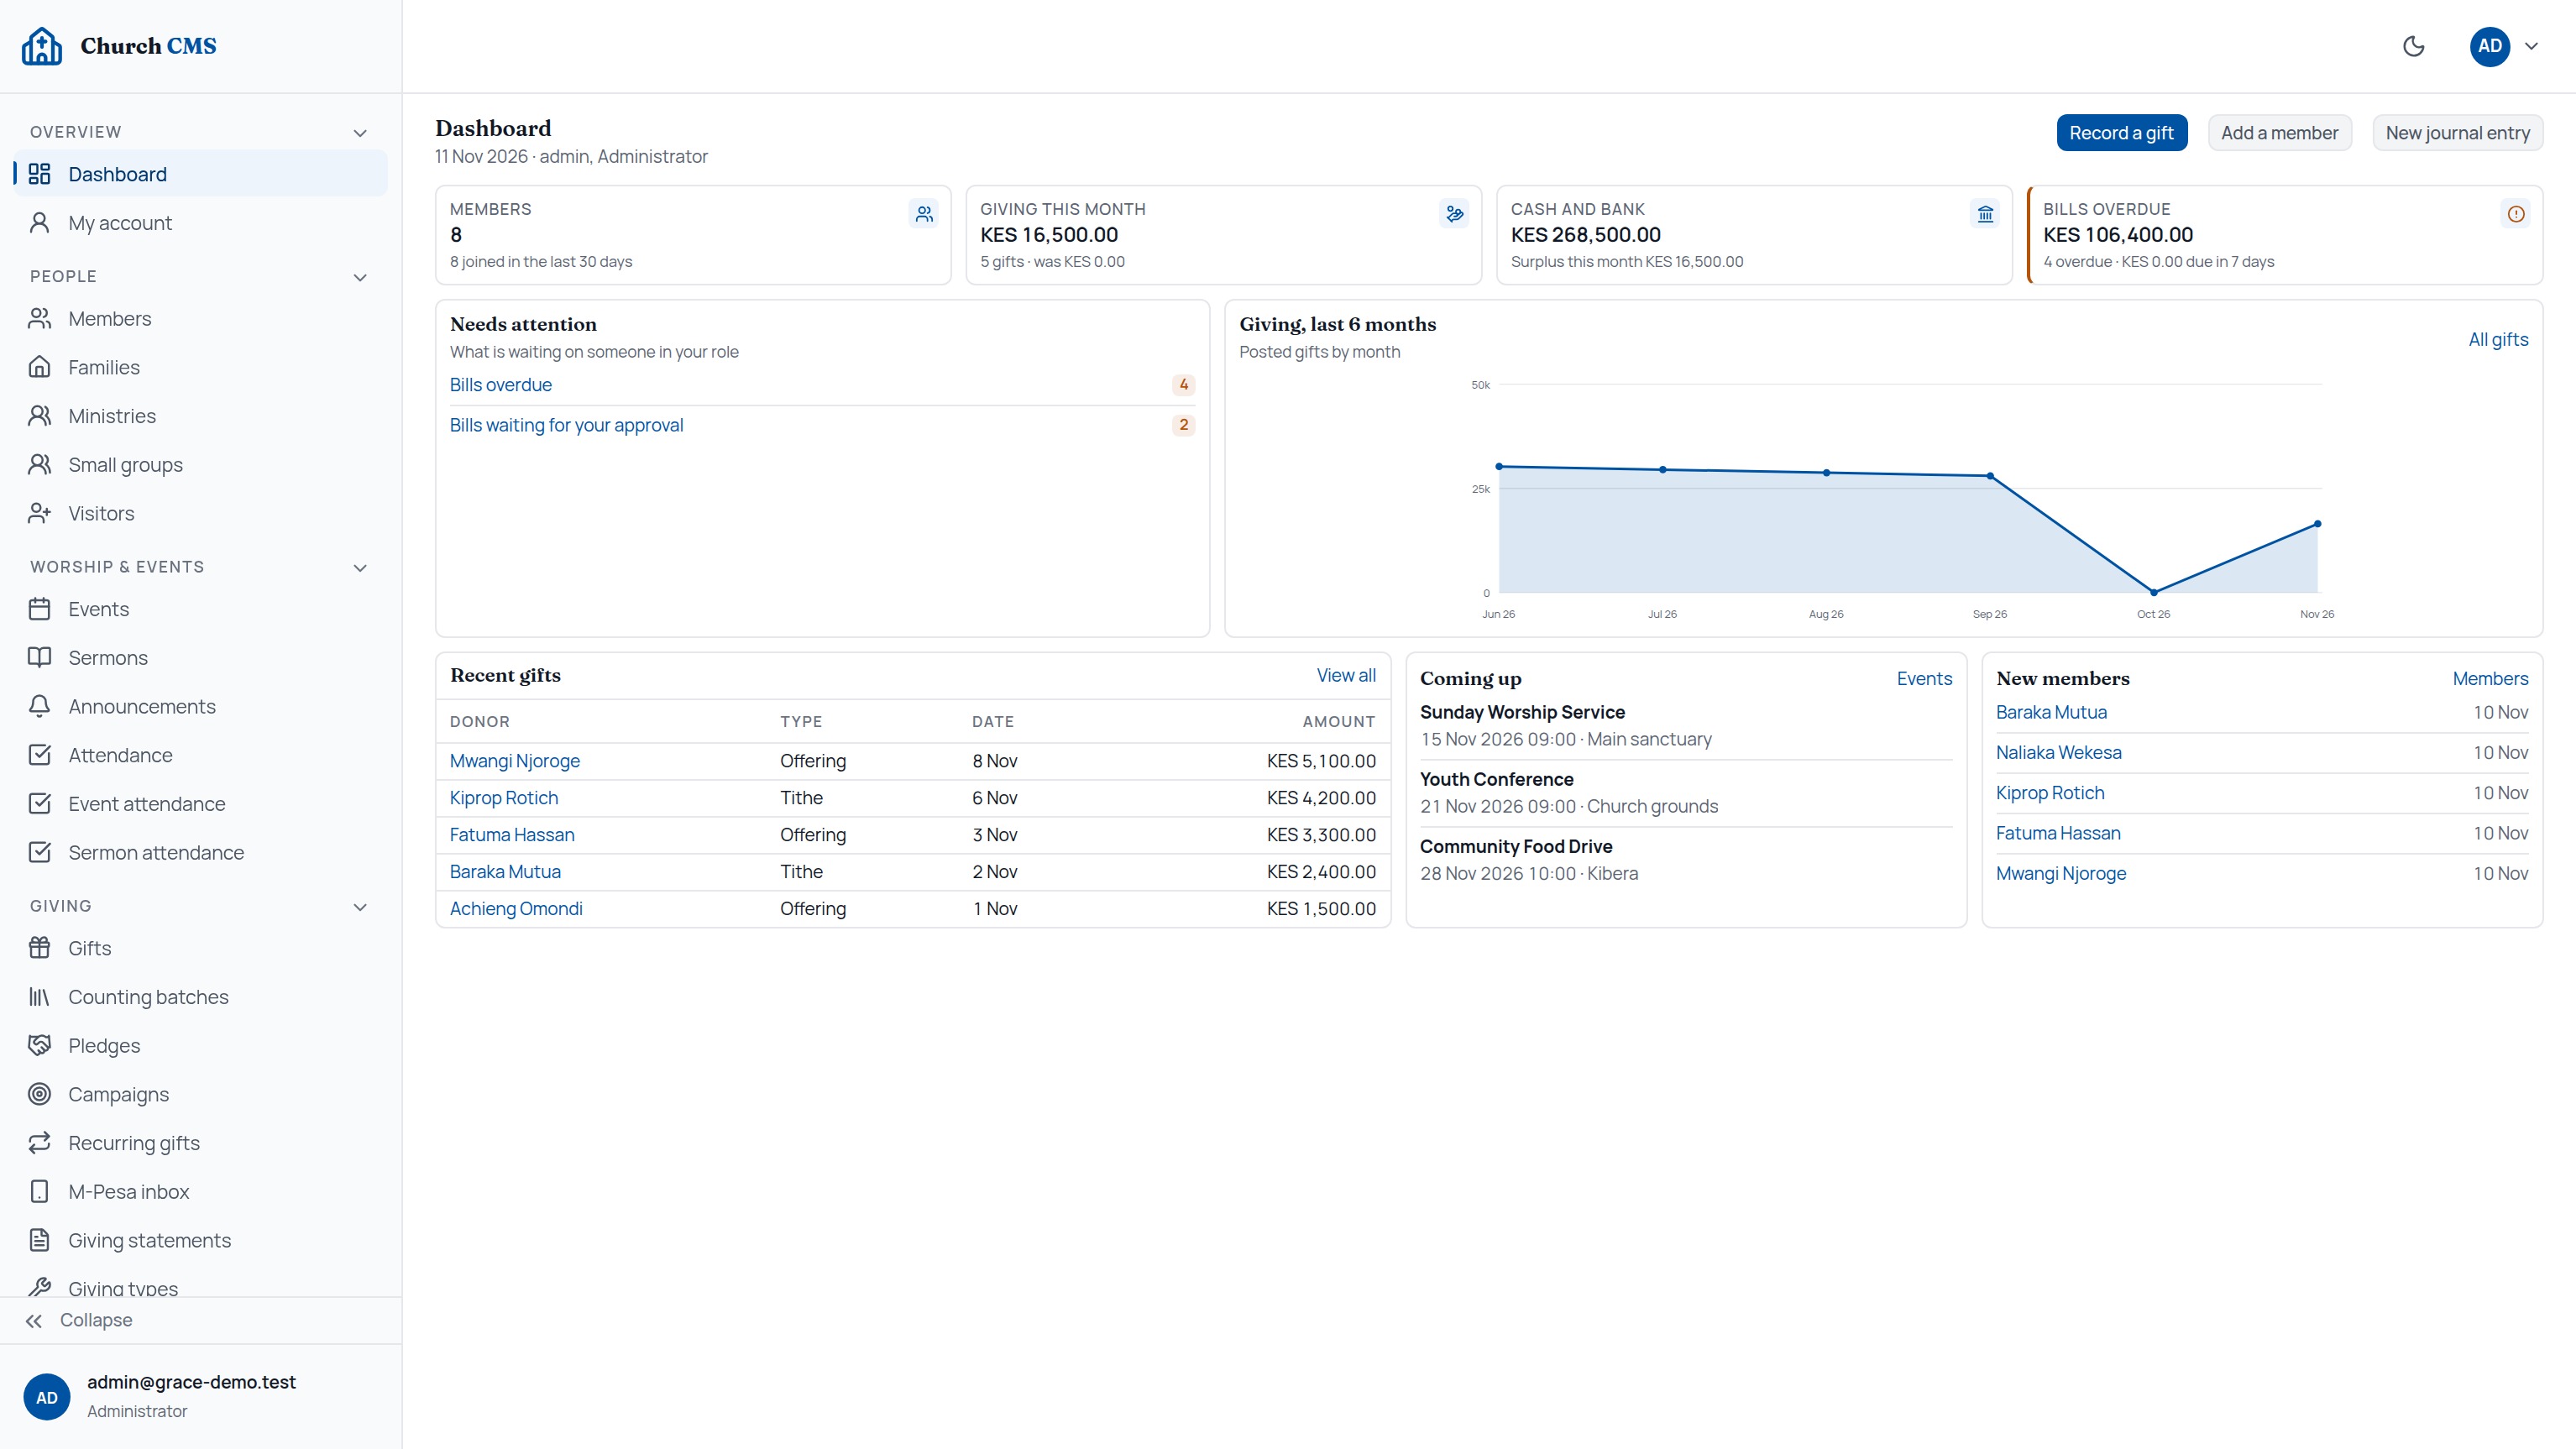 Church CMS
AD
OVERVIEW
Dashboard
My account
PEOPLE
Members
Families
Ministries
Small groups
Visitors
WORSHIP & EVENTS
Events
Sermons
Announcements
Attendance
Event attendance
Sermon attendance
GIVING
Gifts
Counting batches
Pledges
Campaigns
Recurring gifts
M-Pesa inbox
Giving statements
Giving types
Collapse
AD
admin@grace-demo.test
Administrator
Dashboard
11 Nov 2026 · admin, Administrator
Record a gift
Add a member
New journal entry
MEMBERS
8
8 joined in the last 30 days
GIVING THIS MONTH
KES 16,500.00
5 gifts · was KES 0.00
CASH AND BANK
KES 268,500.00
Surplus this month KES 16,500.00
BILLS OVERDUE
KES 106,400.00
4 overdue · KES 0.00 due in 7 days
Needs attention
What is waiting on someone in your role
Bills overdue 4
Bills waiting for your approval 2
Giving, last 6 months
Posted gifts by month
All gifts
50k
25k
0
Jun 26 Jul 26 Aug 26 Sep 26 Oct 26 Nov 26
Recent gifts View all
DONOR TYPE DATE AMOUNT
Mwangi Njoroge Offering 8 Nov KES 5,100.00
Kiprop Rotich Tithe 6 Nov KES 4,200.00
Fatuma Hassan Offering 3 Nov KES 3,300.00
Baraka Mutua Tithe 2 Nov KES 2,400.00
Achieng Omondi Offering 1 Nov KES 1,500.00
Coming up Events
Sunday Worship Service
15 Nov 2026 09:00 · Main sanctuary
Youth Conference
21 Nov 2026 09:00 · Church grounds
Community Food Drive
28 Nov 2026 10:00 · Kibera
New members Members
Baraka Mutua 10 Nov
Naliaka Wekesa 10 Nov
Kiprop Rotich 10 Nov
Fatuma Hassan 10 Nov
Mwangi Njoroge 10 Nov